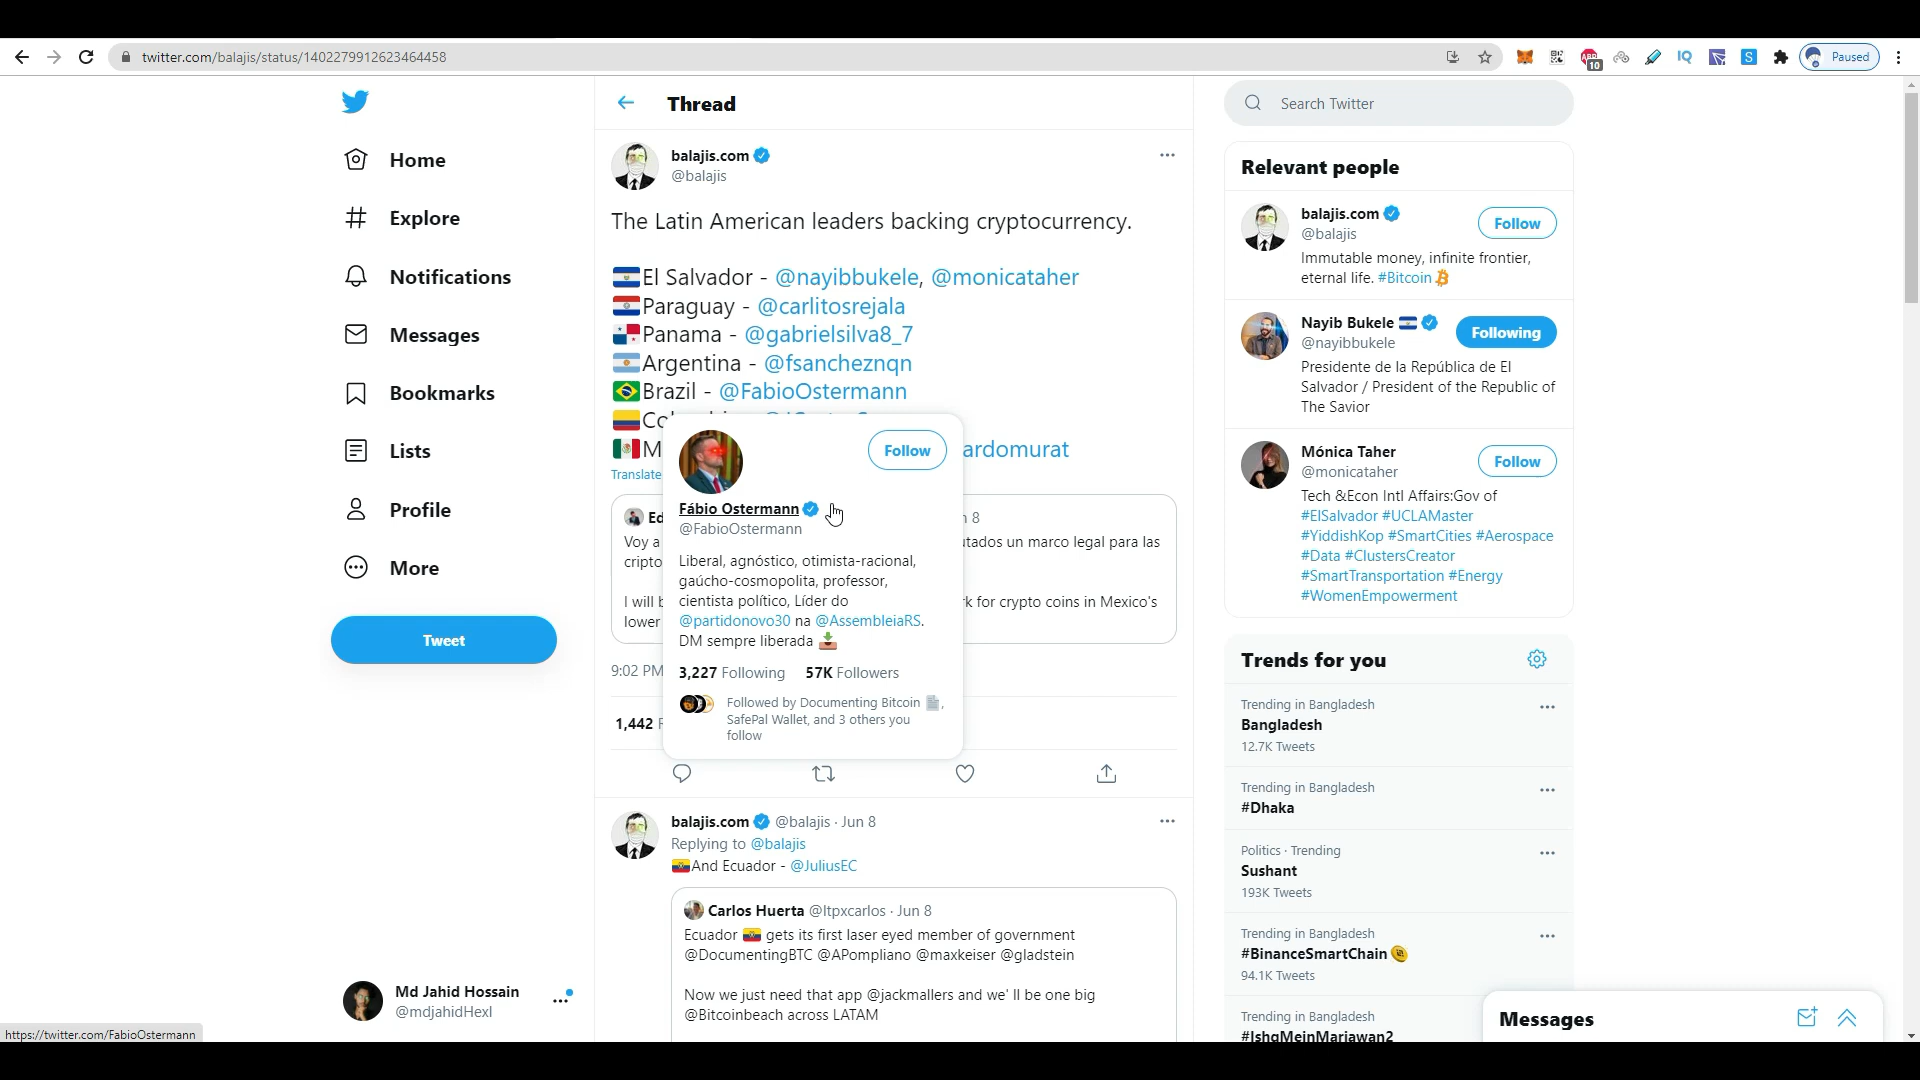 twitter.com/balajis/status/1402279912623464458
10
IQ
S
Paused
Home
Explore
Notifications
Messages
Bookmarks
Lists
Profile
More
Tweet
Md Jahid Hossain
@mdjahidHexl
https://twitter.com/FabioOstermann
Thread
balajis.com
@balajis
The Latin American leaders backing cryptocurrency.
El Salvador - @nayibbukele, @monicataher
Paraguay - @carlitosrejala
Panama - @gabrielsilva8_7
Argentina - @fsancheznqn
Brazil - @FabioOstermann
Co
M ardomurat
Translate
Ed n 8
Voy a utados un marco legal para las
cripto
I will b rk for crypto coins in Mexico's
lower
9:02 PM
1,442
Follow
Fábio Ostermann
@FabioOstermann
Liberal, agnóstico, otimista-racional,
gaúcho-cosmopolita, professor,
cientista político, Líder do
@partidonovo30 na @AssembleiaRS.
DM sempre liberada
3,227 Following 57K Followers
Followed by Documenting Bitcoin ,
SafePal Wallet, and 3 others you
follow
balajis.com @balajis · Jun 8
Replying to @balajis
And Ecuador - @JuliusEC
Carlos Huerta @ltpxcarlos · Jun 8
Ecuador gets its first laser eyed member of government
@DocumentingBTC @APompliano @maxkeiser @gladstein
Now we just need that app @jackmallers and we' ll be one big
@Bitcoinbeach across LATAM
Search Twitter
Relevant people
balajis.com
@balajis
Follow
Immutable money, infinite frontier,
eternal life. #Bitcoin
Nayib Bukele
@nayibbukele
Following
Presidente de la República de El
Salvador / President of the Republic of
The Savior
Mónica Taher
@monicataher
Follow
Tech &Econ Intl Affairs:Gov of
#ElSalvador #UCLAMaster
#YiddishKop #SmartCities #Aerospace
#Data #ClustersCreator
#SmartTransportation #Energy
#WomenEmpowerment
Trends for you
Trending in Bangladesh
Bangladesh
12.7K Tweets
Trending in Bangladesh
#Dhaka
Politics · Trending
Sushant
193K Tweets
Trending in Bangladesh
#BinanceSmartChain
94.1K Tweets
Trending in Bangladesh
#IshqMeinMarjawan2
Messages